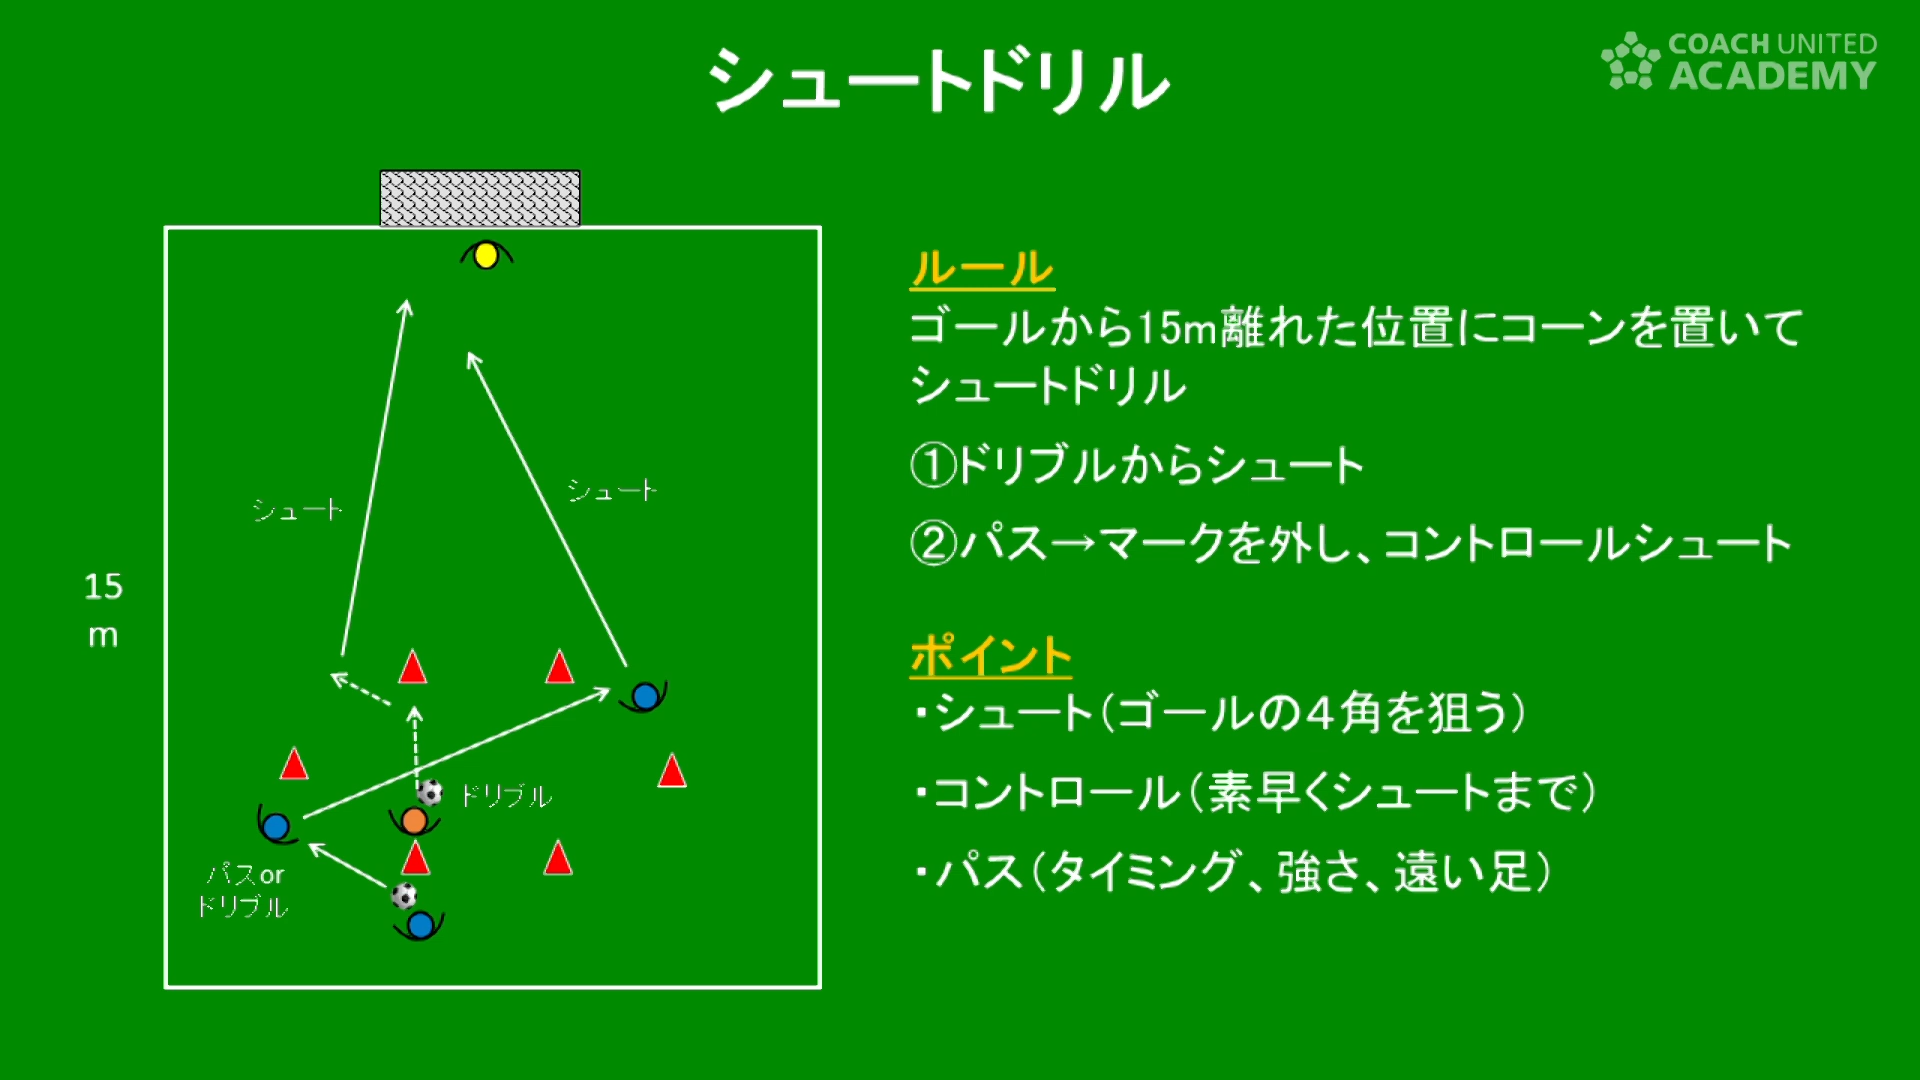 シュートドリル
COACH UNITED
ACADEMY
ルール
ゴールから15m離れた位置にコーンを置いて
シュートドリル
①ドリブルからシュート
②パス→マークを外し、コントロールシュート
ポイント
・シュート（ゴールの４角を狙う）
・コントロール（素早くシュートまで）
・パス（タイミング、強さ、遠い足）
シュート
シュート
15
m
ドリブル
パスor
ドリブル